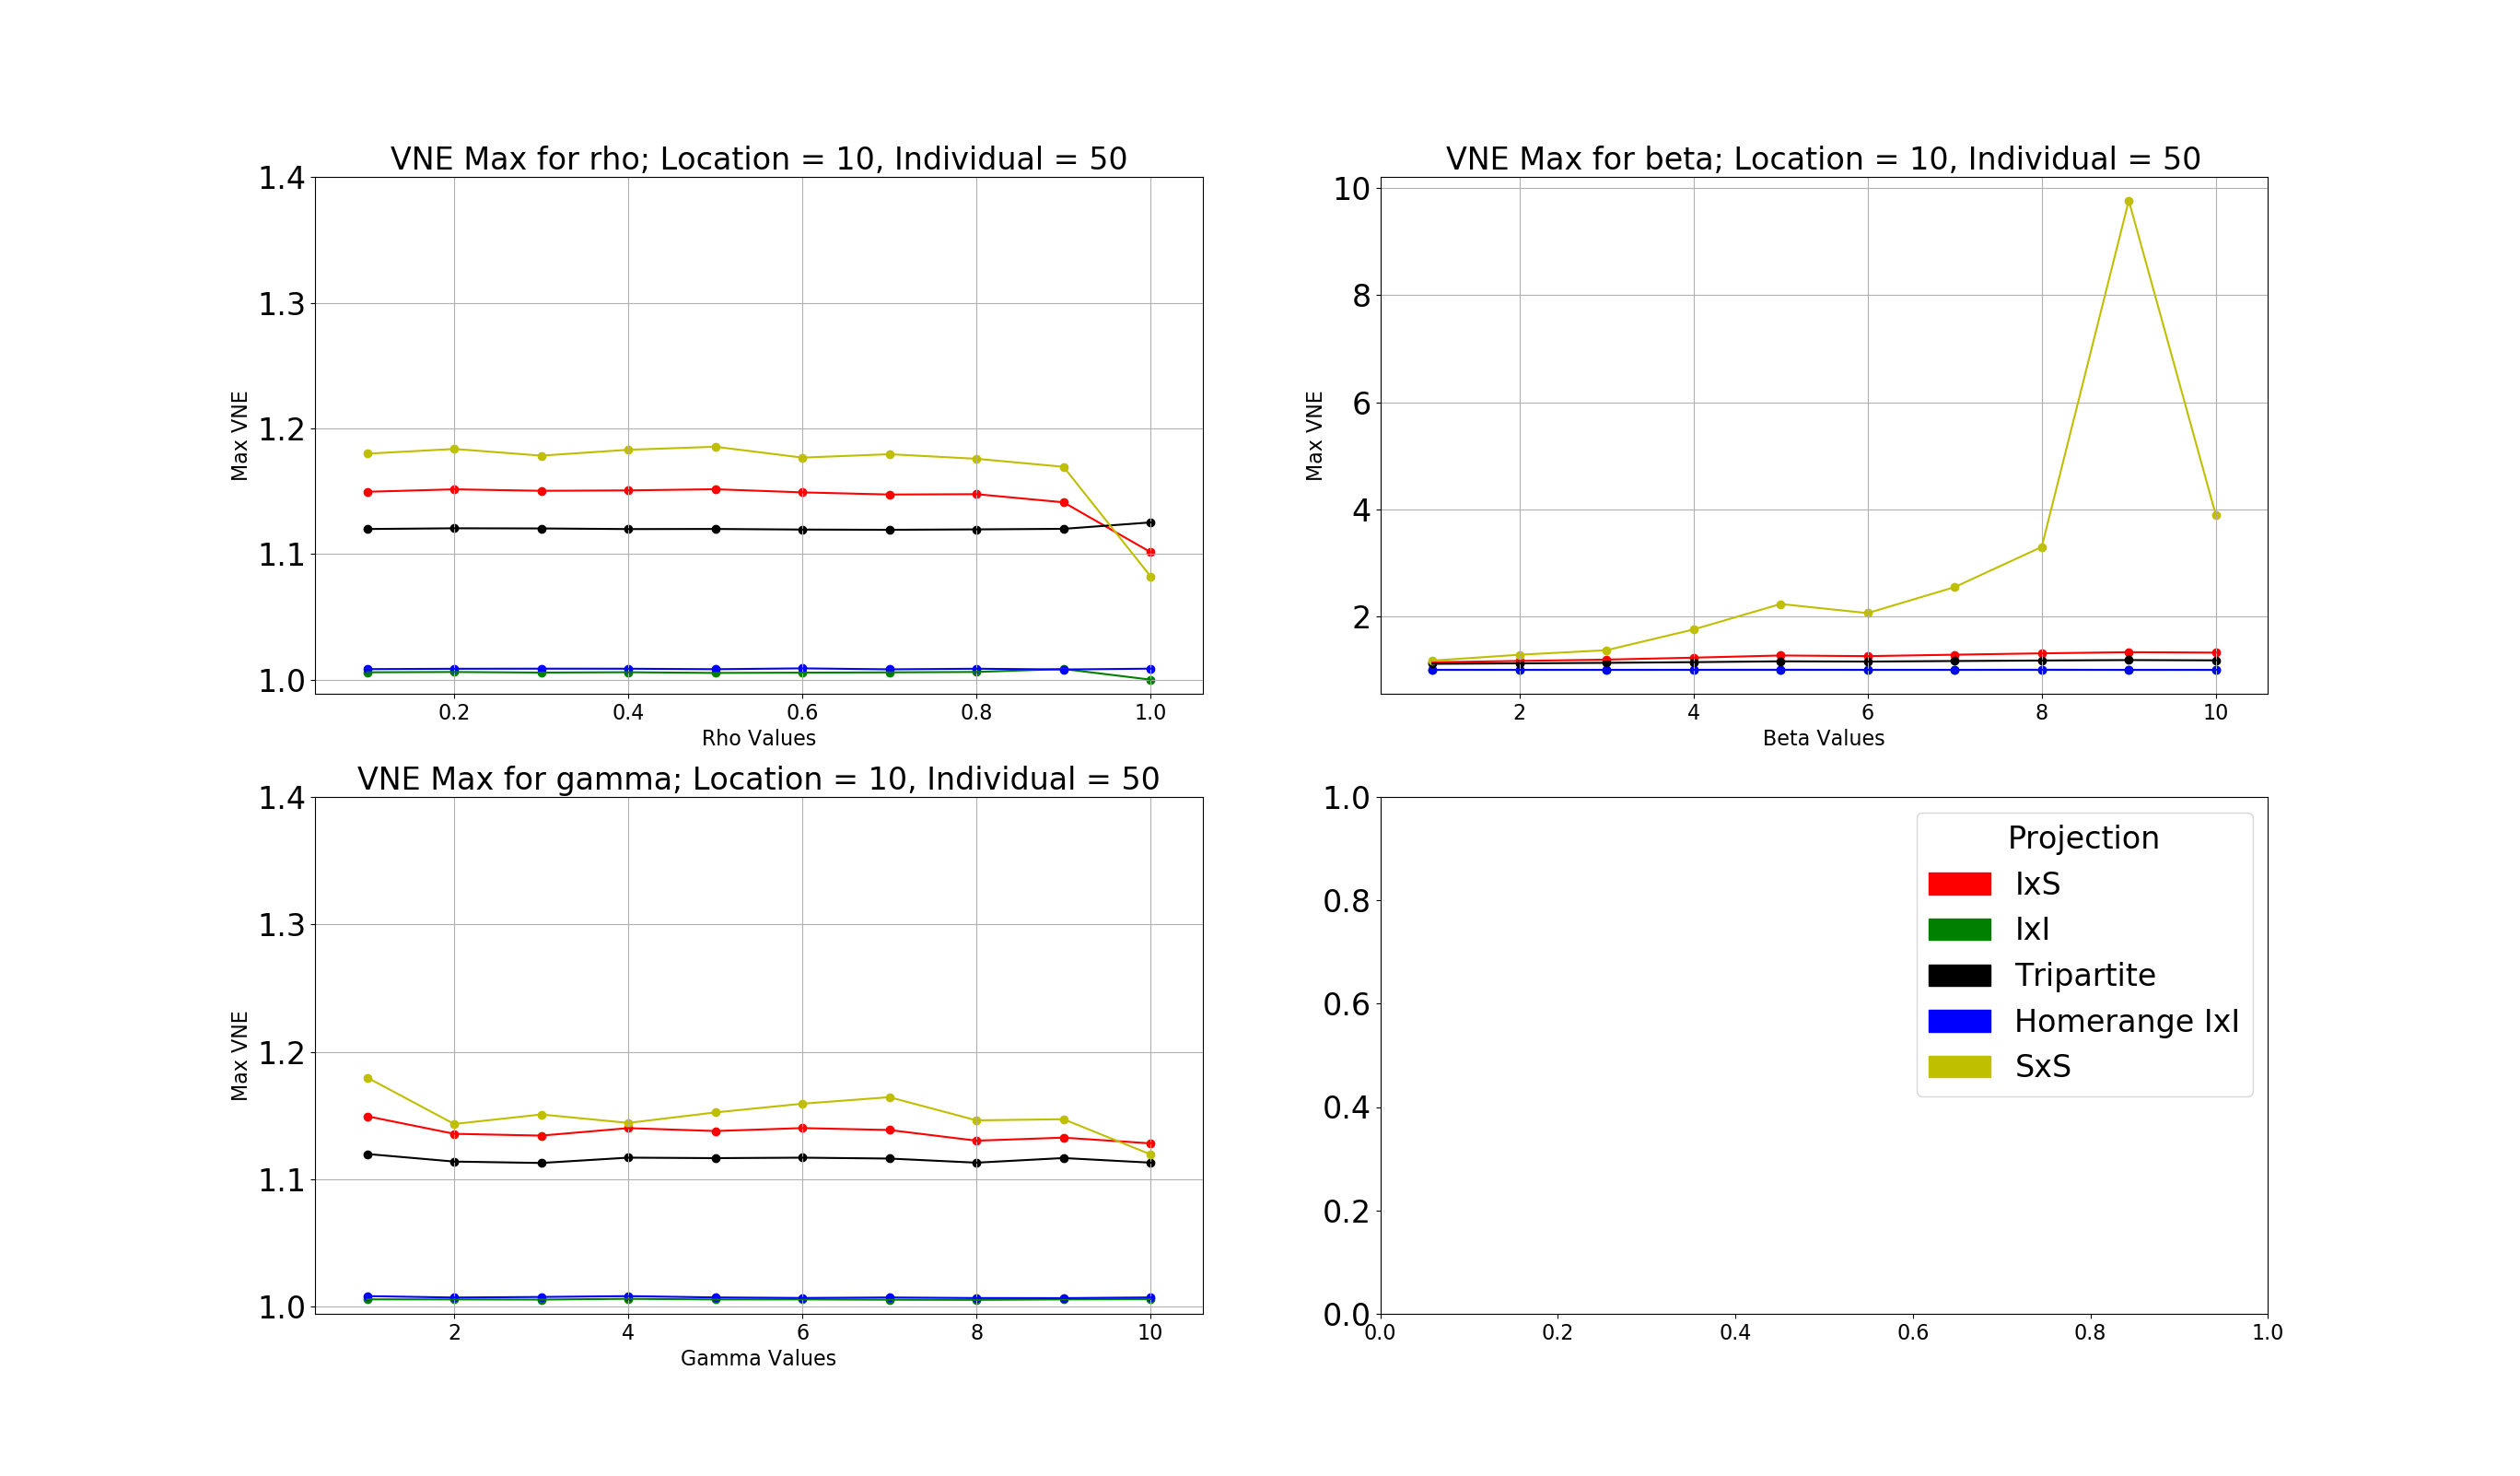 VNE Max for rho; Location = 10, Individual = 50
1.4
1.3
1.2
1.1
1.0
Max VNE
0.2 0.4 0.6 0.8 1.0
Rho Values
VNE Max for beta; Location = 10, Individual = 50
10
8
6
4
2
Max VNE
2 4 6 8 10
Beta Values
VNE Max for gamma; Location = 10, Individual = 50
1.4
1.3
1.2
1.1
1.0
Max VNE
2 4 6 8 10
Gamma Values
1.0
0.8
0.6
0.4
0.2
0.0
0.0 0.2 0.4 0.6 0.8 1.0
Projection
IxS
IxI
Tripartite
Homerange IxI
SxS